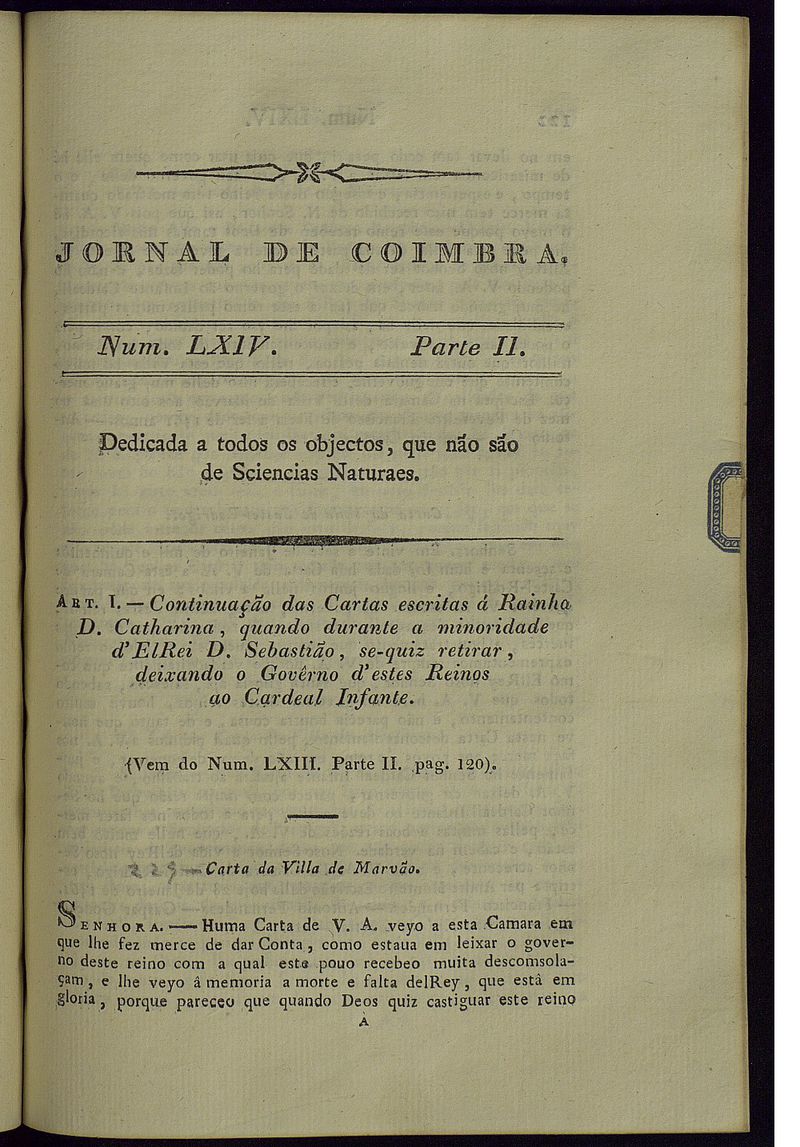 JORNAL DE COIMBRA.
Num. LXIV. Parte II.
Dedicada a todos os objectos, que não são
de Sciencias Naturaes.
ART. I. — Continuação das Cartas escritas á Rainha
D. Catharina, quando durante a minoridade
d'ElRei D. Sebastião, se-quiz retirar,
deixando o Govêrno d'estes Reinos
ao Cardeal Infante.
(Vem do Num. LXIII. Parte II. pag. 120).
229 — Carta da Villa de Marvão.
SENHORA. — Huma Carta de V. A. veyo a esta Camara em
que lhe fez merce de dar Conta, como estaua em leixar o gover-
no deste reino com a qual este pouo recebeo muita descomsola-
çam, e lhe veyo â memoria a morte e falta delRey, que està em
gloria, porque pareceo que quando Deos quiz castiguar este reino
A